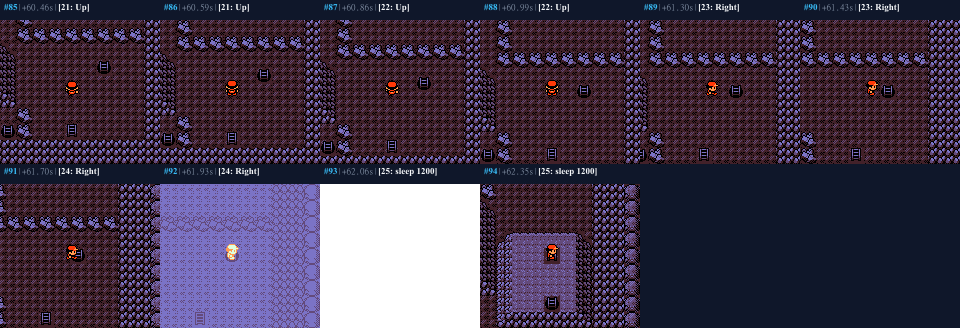 #85 | +60.46s | [21: Up]
#86 | +60.59s | [21: Up]
#87 | +60.86s | [22: Up]
#88 | +60.99s | [22: Up]
#89 | +61.30s | [23: Right]
#90 | +61.43s | [23: Right]
#91 | +61.70s | [24: Right]
#92 | +61.93s | [24: Right]
#93 | +62.06s | [25: sleep 1200]
#94 | +62.35s | [25: sleep 1200]